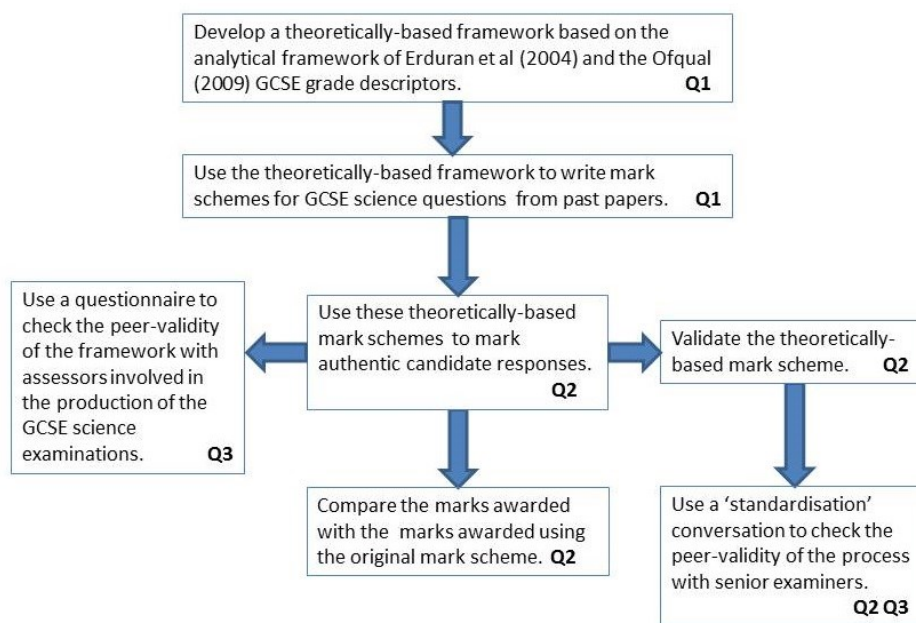 Develop a theoretically-based framework based on the
analytical framework of Erduran et al (2004) and the Ofqual
(2009) GCSE grade descriptors. Q1
Use the theoretically-based framework to write mark
schemes for GCSE science questions from past papers. Q1
Use a questionnaire to
check the peer-validity
of the framework with
assessors involved in
the production of the
GCSE science
examinations. Q3
Use these theoretically-based
mark schemes to mark
authentic candidate responses.
Q2
Validate the theoretically-
based mark scheme. Q2
Compare the marks awarded
with the marks awarded using
the original mark scheme. Q2
Use a ‘standardisation’
conversation to check the
peer-validity of the process
with senior examiners.
Q2 Q3